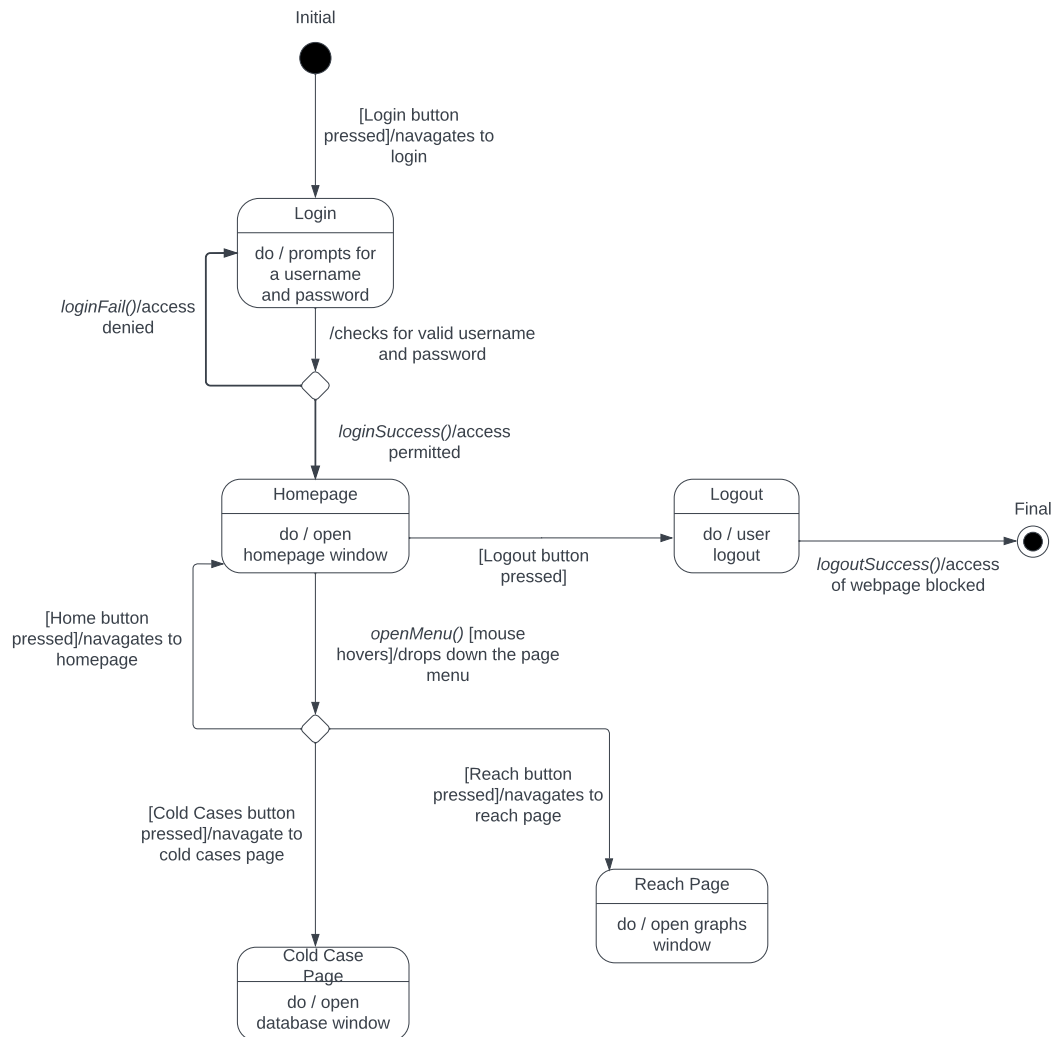 Initial
[Login button
pressed]/navagates to
login
Login
do / prompts for
a username
and password
loginFail()/access
denied
/checks for valid username
and password
loginSuccess()/access
permitted
Homepage
do / open
homepage window
[Logout button
pressed]
Logout
do / user
logout
Final
logoutSuccess()/access
of webpage blocked
[Home button
pressed]/navagates to
homepage
openMenu() [mouse
hovers]/drops down the page
menu
[Cold Cases button
pressed]/navagate to
cold cases page
[Reach button
pressed]/navagates to
reach page
Reach Page
do / open graphs
window
Cold Case
Page
do / open
database window